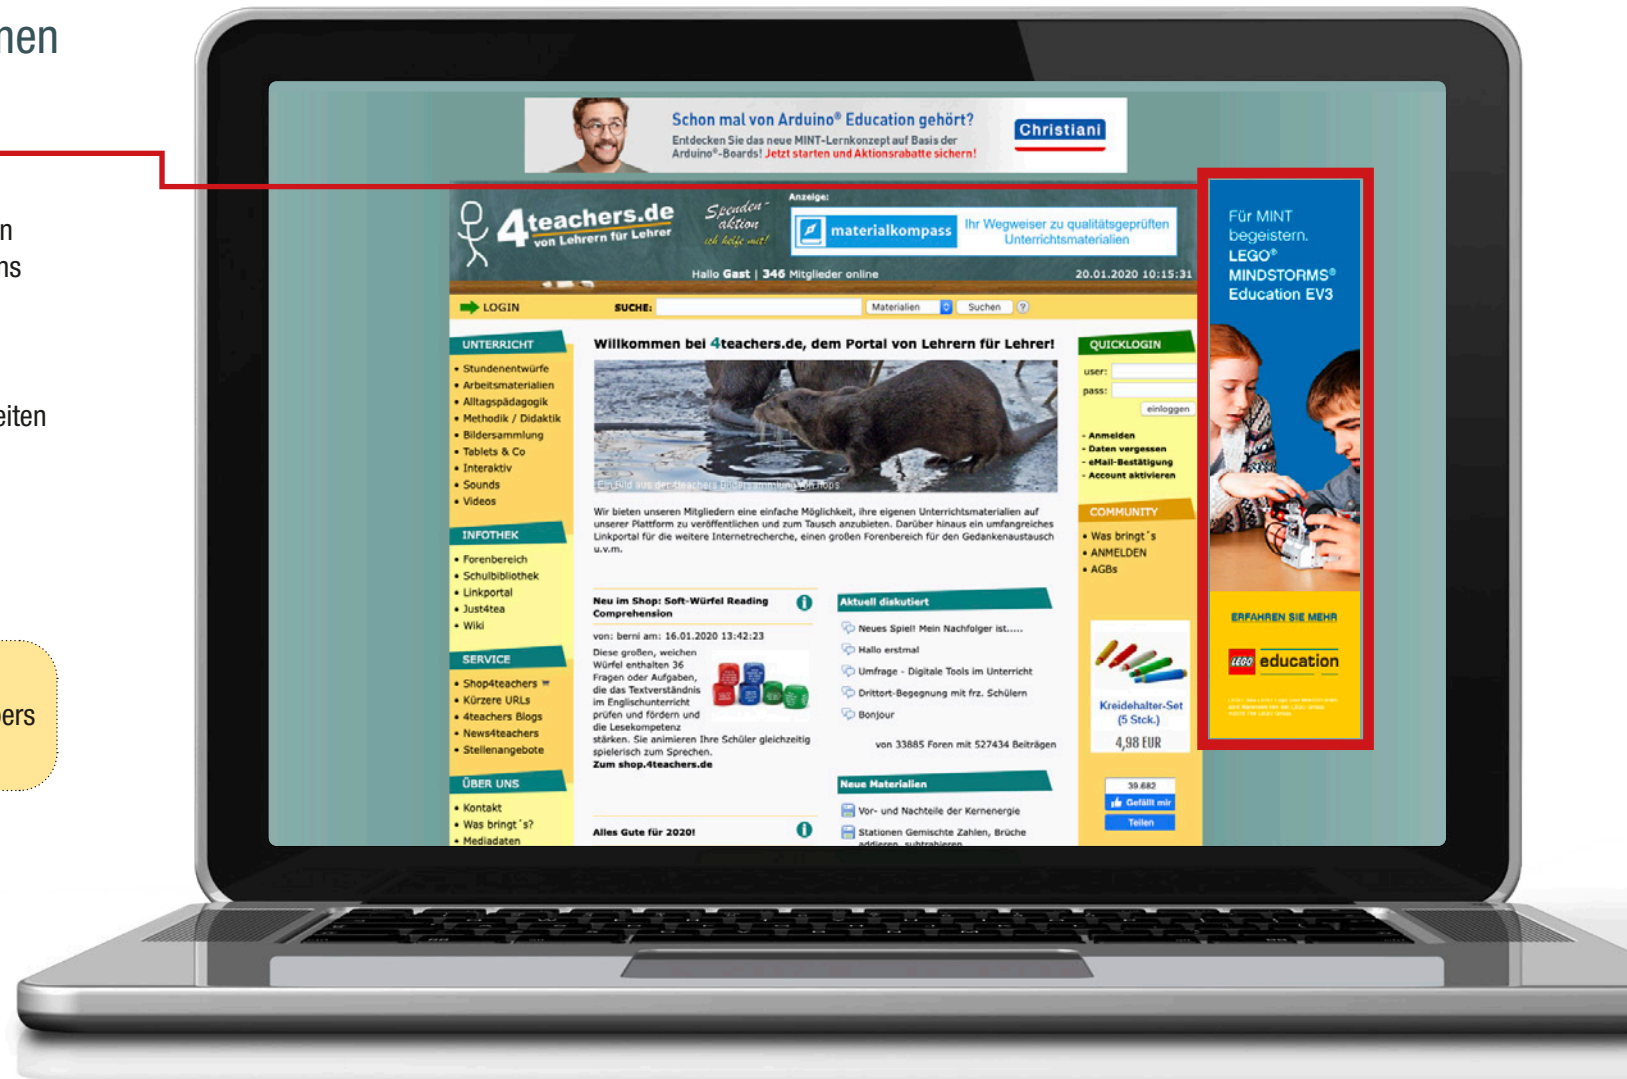 nen
n
ns
eiten
pers
Schon mal von Arduino® Education gehört?
Entdecken Sie das neue MINT-Lernkonzept auf Basis der
Arduino®-Boards! Jetzt starten und Aktionsrabatte sichern!
Christiani
4teachers.de
von Lehrern für Lehrer
Spenden-
aktion
ich helfe mit!
Anzeige:
materialkompass
Ihr Wegweiser zu qualitätsgeprüften
Unterrichtsmaterialien
Hallo Gast | 346 Mitglieder online
20.01.2020 10:15:31
LOGIN
SUCHE:
Materialien
Suchen
?
UNTERRICHT
• Stundenentwürfe
• Arbeitsmaterialien
• Alltagspädagogik
• Methodik / Didaktik
• Bildersammlung
• Tablets & Co
• Interaktiv
• Sounds
• Videos
INFOTHEK
• Forenbereich
• Schulbibliothek
• Linkportal
• Just4tea
• Wiki
SERVICE
• Shop4teachers
• Kürzere URLs
• 4teachers Blogs
• News4teachers
• Stellenangebote
ÜBER UNS
• Kontakt
• Was bringt´s?
• Mediadaten
Willkommen bei 4teachers.de, dem Portal von Lehrern für Lehrer!
Ein Bild aus der 4teachers Bildersammlung von hops
Wir bieten unseren Mitgliedern eine einfache Möglichkeit, ihre eigenen Unterrichtsmaterialien auf
unserer Plattform zu veröffentlichen und zum Tausch anzubieten. Darüber hinaus ein umfangreiches
Linkportal für die weitere Internetrecherche, einen großen Forenbereich für den Gedankenaustausch
u.v.m.
Neu im Shop: Soft-Würfel Reading
Comprehension
von: berni am: 16.01.2020 13:42:23
Diese großen, weichen
Würfel enthalten 36
Fragen oder Aufgaben,
die das Textverständnis
im Englischunterricht
prüfen und fördern und
die Lesekompetenz
stärken. Sie animieren Ihre Schüler gleichzeitig
spielerisch zum Sprechen.
Zum shop.4teachers.de
Alles Gute für 2020!
Aktuell diskutiert
Neues Spiel! Mein Nachfolger ist.....
Hallo erstmal
Umfrage - Digitale Tools im Unterricht
Drittort-Begegnung mit frz. Schülern
Bonjour
von 33885 Foren mit 527434 Beiträgen
Neue Materialien
Vor- und Nachteile der Kernenergie
Stationen Gemischte Zahlen, Brüche
addieren, subtrahieren
QUICKLOGIN
user:
pass:
einloggen
- Anmelden
- Daten vergessen
- eMail-Bestätigung
- Account aktivieren
COMMUNITY
• Was bringt´s
• ANMELDEN
• AGBs
Kreidehalter-Set
(5 Stck.)
4,98 EUR
39.682
Gefällt mir
Teilen
Für MINT
begeistern.
LEGO®
MINDSTORMS®
Education EV3
ERFAHREN SIE MEHR
LEGO education